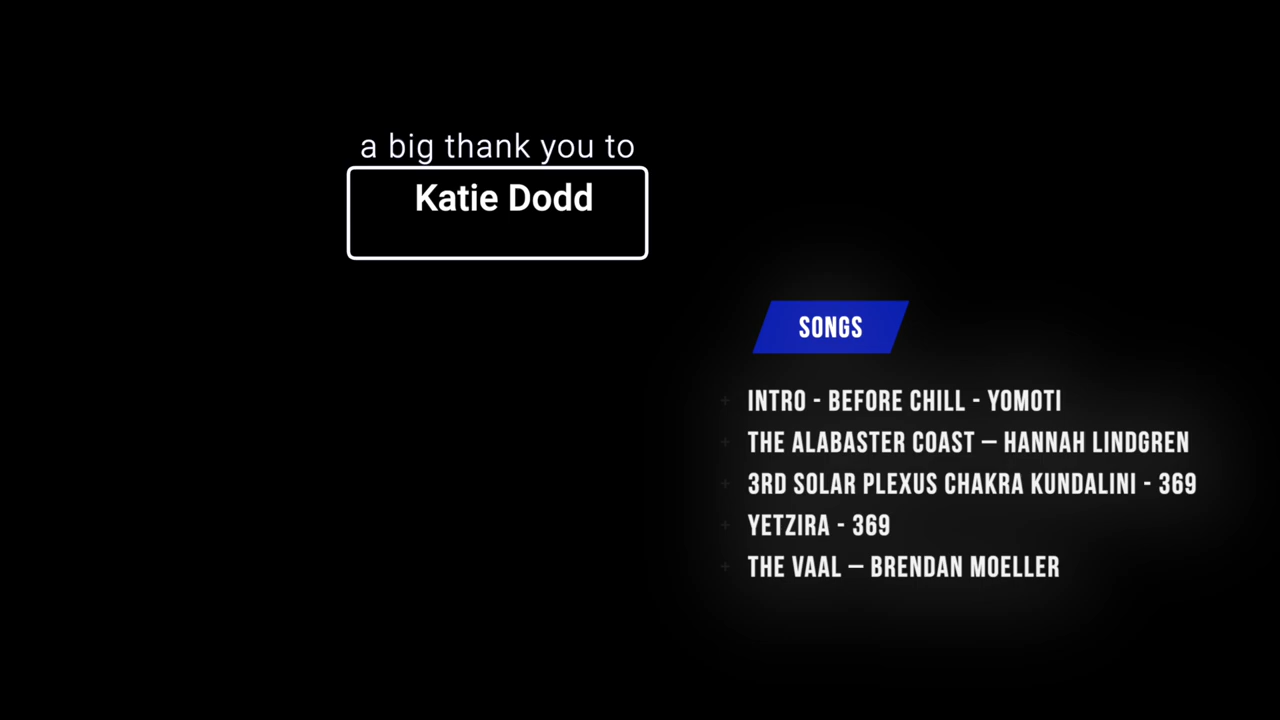 a big thank you to
Katie Dodd
SONGS
+ INTRO - BEFORE CHILL - YOMOTI
+ THE ALABASTER COAST – HANNAH LINDGREN
+ 3RD SOLAR PLEXUS CHAKRA KUNDALINI - 369
+ YETZIRA - 369
+ THE VAAL – BRENDAN MOELLER